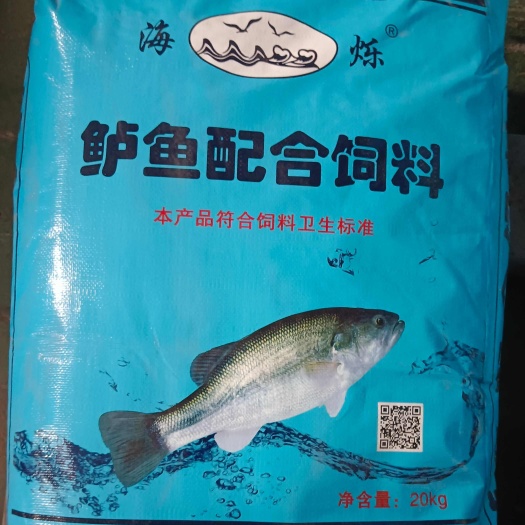 海 烁®
鲈鱼配合饲料
本产品符合饲料卫生标准
净含量：20kg